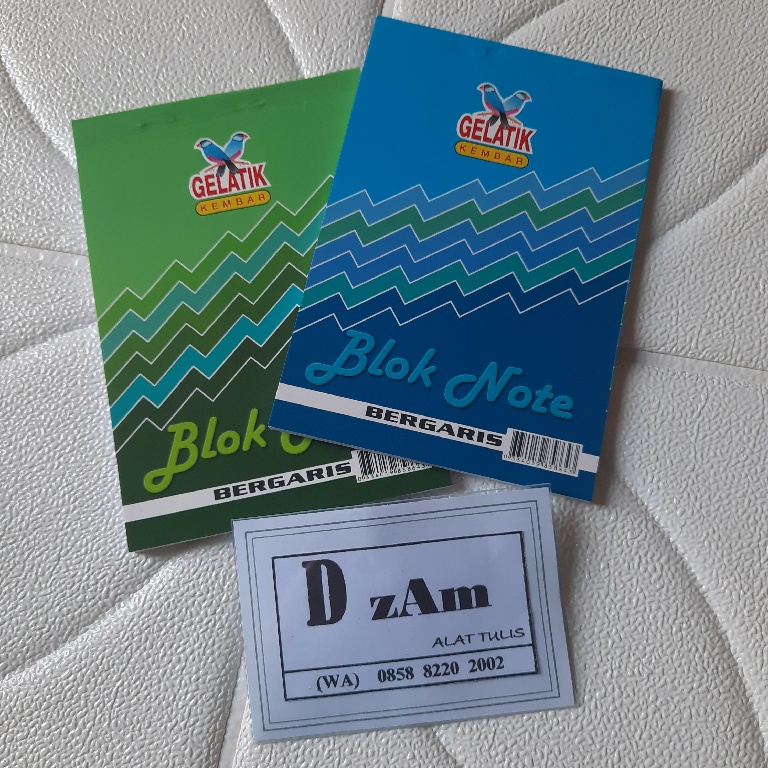 GELATIK
KEMBAR
Blok
BERGARIS
GELATIK
KEMBAR
Blok Note
BERGARIS
D zAm
ALAT TULIS
(WA) 0858 8220 2002